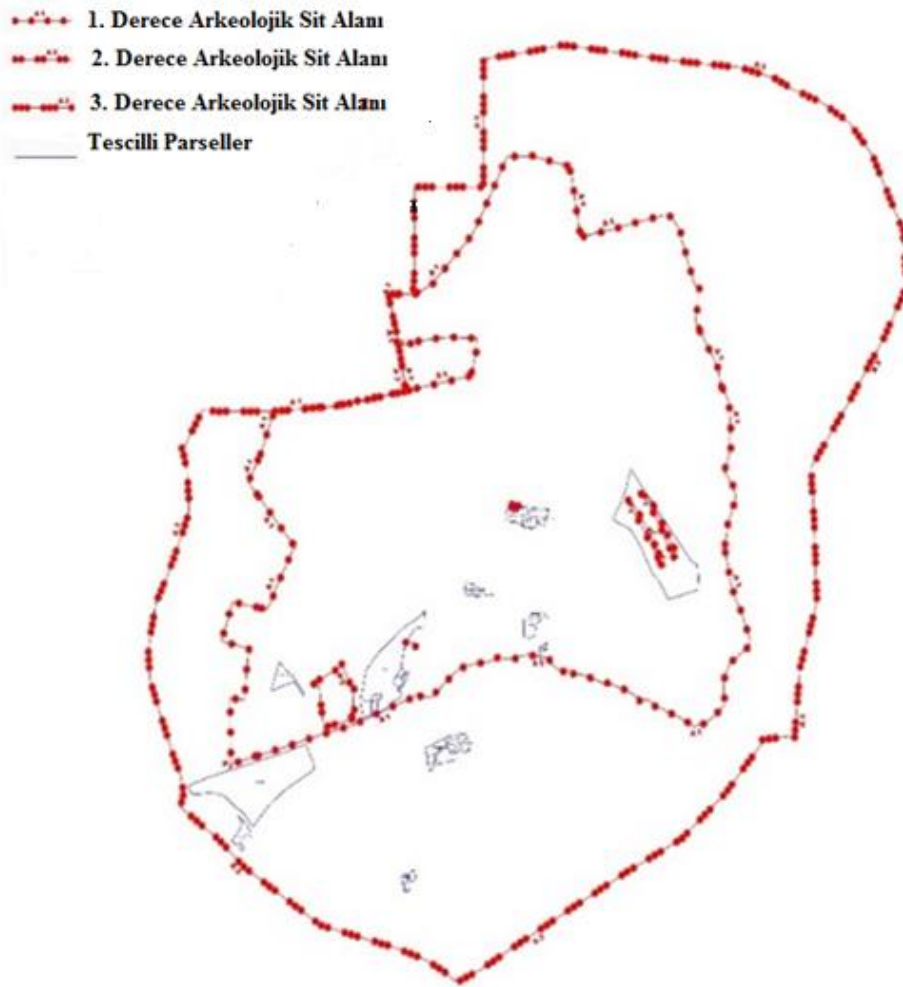 1. Derece Arkeolojik Sit Alanı
2. Derece Arkeolojik Sit Alanı
3. Derece Arkeolojik Sit Alanı
Tescilli Parseller